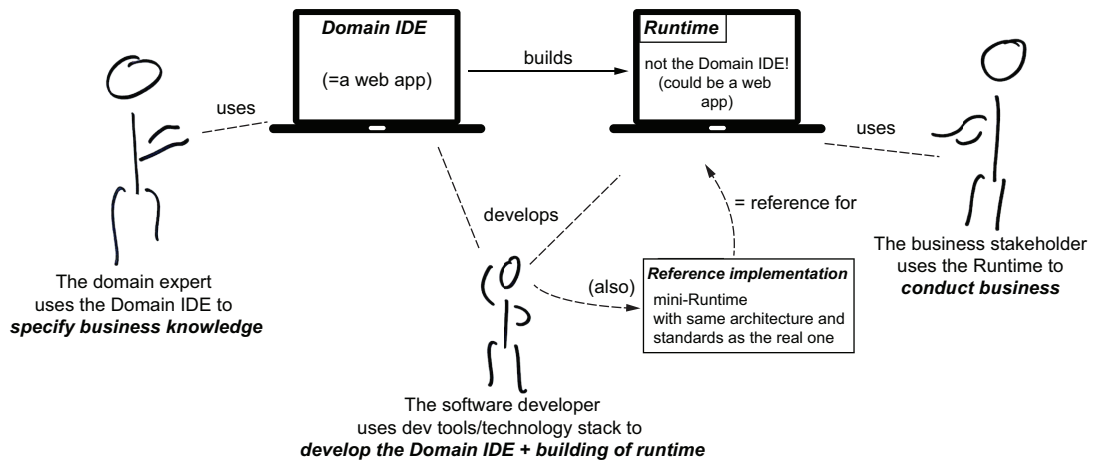 Domain IDE
(=a web app)
builds
Runtime
not the Domain IDE!
(could be a web
app)
uses
uses
develops
= reference for
The domain expert
uses the Domain IDE to
specify business knowledge
(also)
Reference implementation
mini-Runtime
with same architecture and
standards as the real one
The business stakeholder
uses the Runtime to
conduct business
The software developer
uses dev tools/technology stack to
develop the Domain IDE + building of runtime